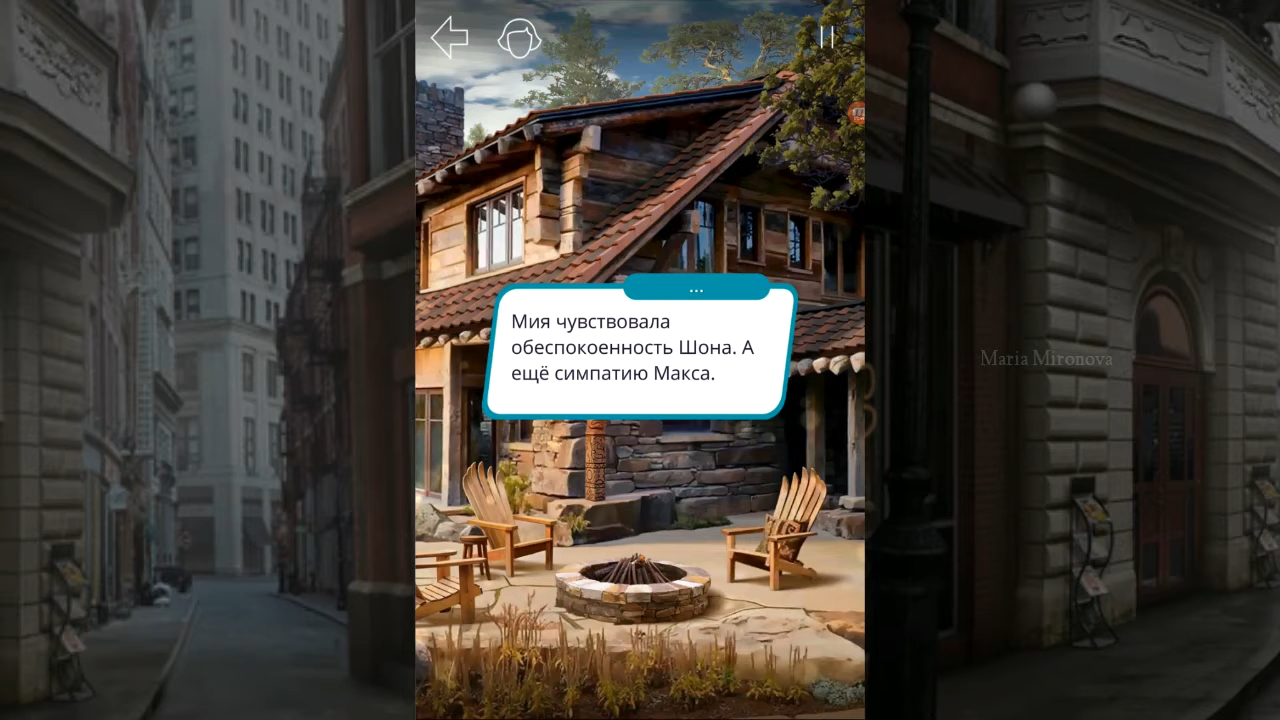 ...
Мия чувствовала
обеспокоенность Шона. А
ещё симпатию Макса.
Maria Mironova